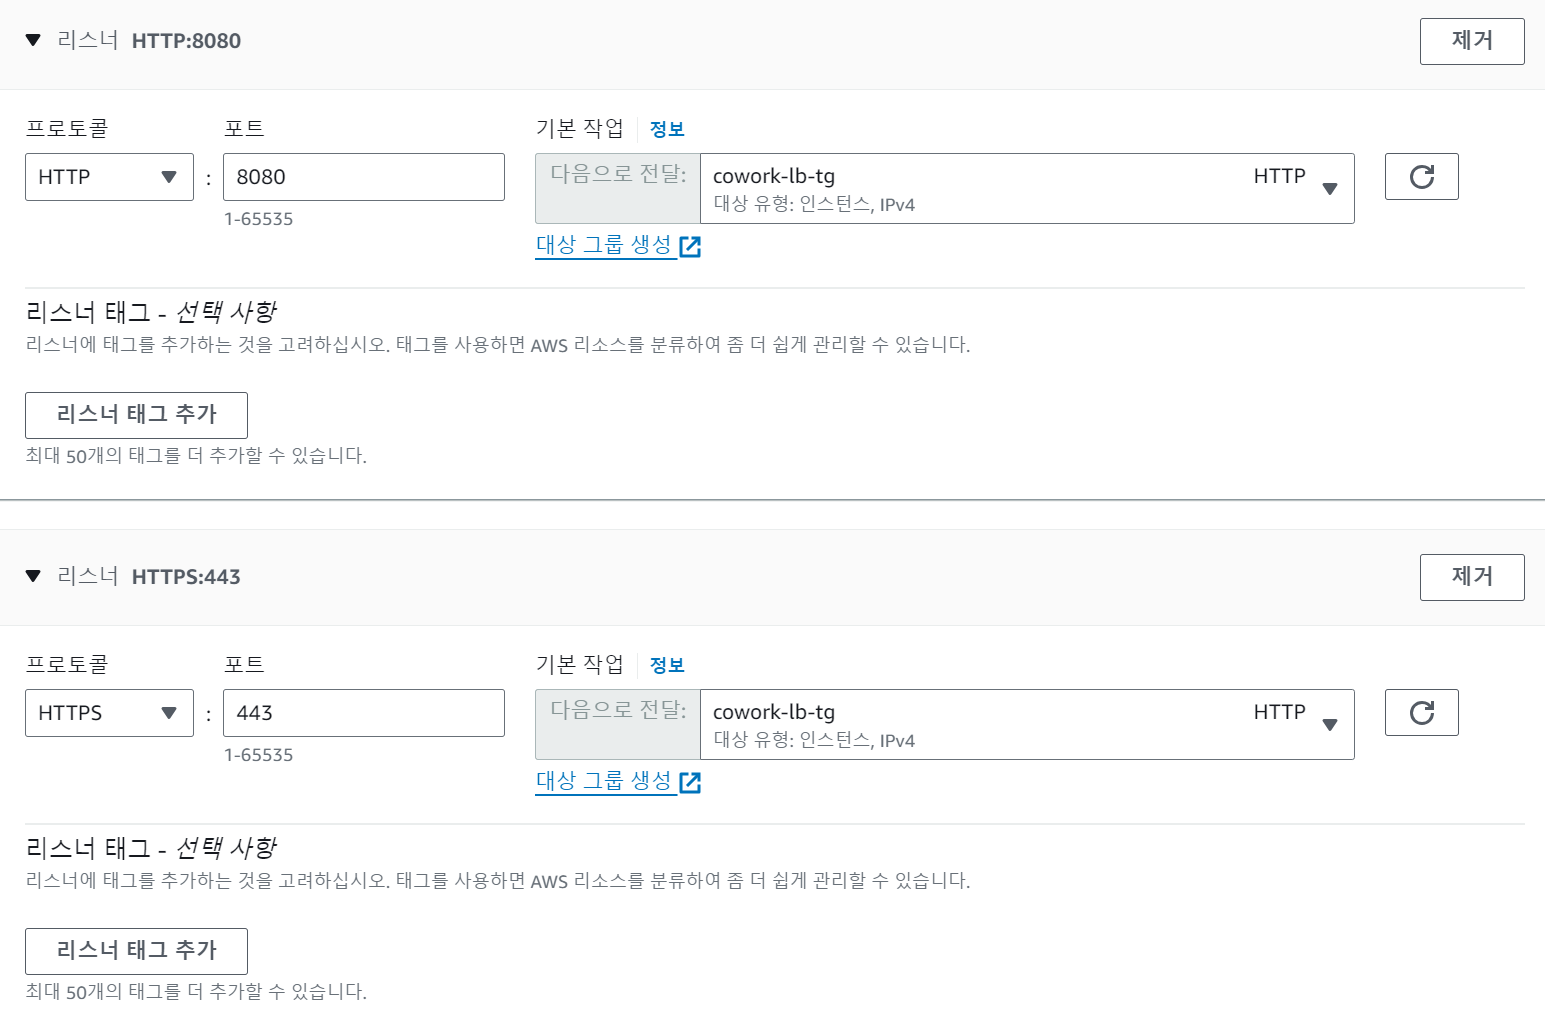 리스너 HTTP:8080
제거
프로토콜 포트 기본 작업 정보
HTTP : 8080 다음으로 전달: cowork-lb-tg HTTP
대상 유형: 인스턴스, IPv4
1-65535
대상 그룹 생성
리스너 태그 - 선택 사항
리스너에 태그를 추가하는 것을 고려하십시오. 태그를 사용하면 AWS 리소스를 분류하여 좀 더 쉽게 관리할 수 있습니다.
리스너 태그 추가
최대 50개의 태그를 더 추가할 수 있습니다.
리스너 HTTPS:443
제거
프로토콜 포트 기본 작업 정보
HTTPS : 443 다음으로 전달: cowork-lb-tg HTTP
대상 유형: 인스턴스, IPv4
1-65535
대상 그룹 생성
리스너 태그 - 선택 사항
리스너에 태그를 추가하는 것을 고려하십시오. 태그를 사용하면 AWS 리소스를 분류하여 좀 더 쉽게 관리할 수 있습니다.
리스너 태그 추가
최대 50개의 태그를 더 추가할 수 있습니다.